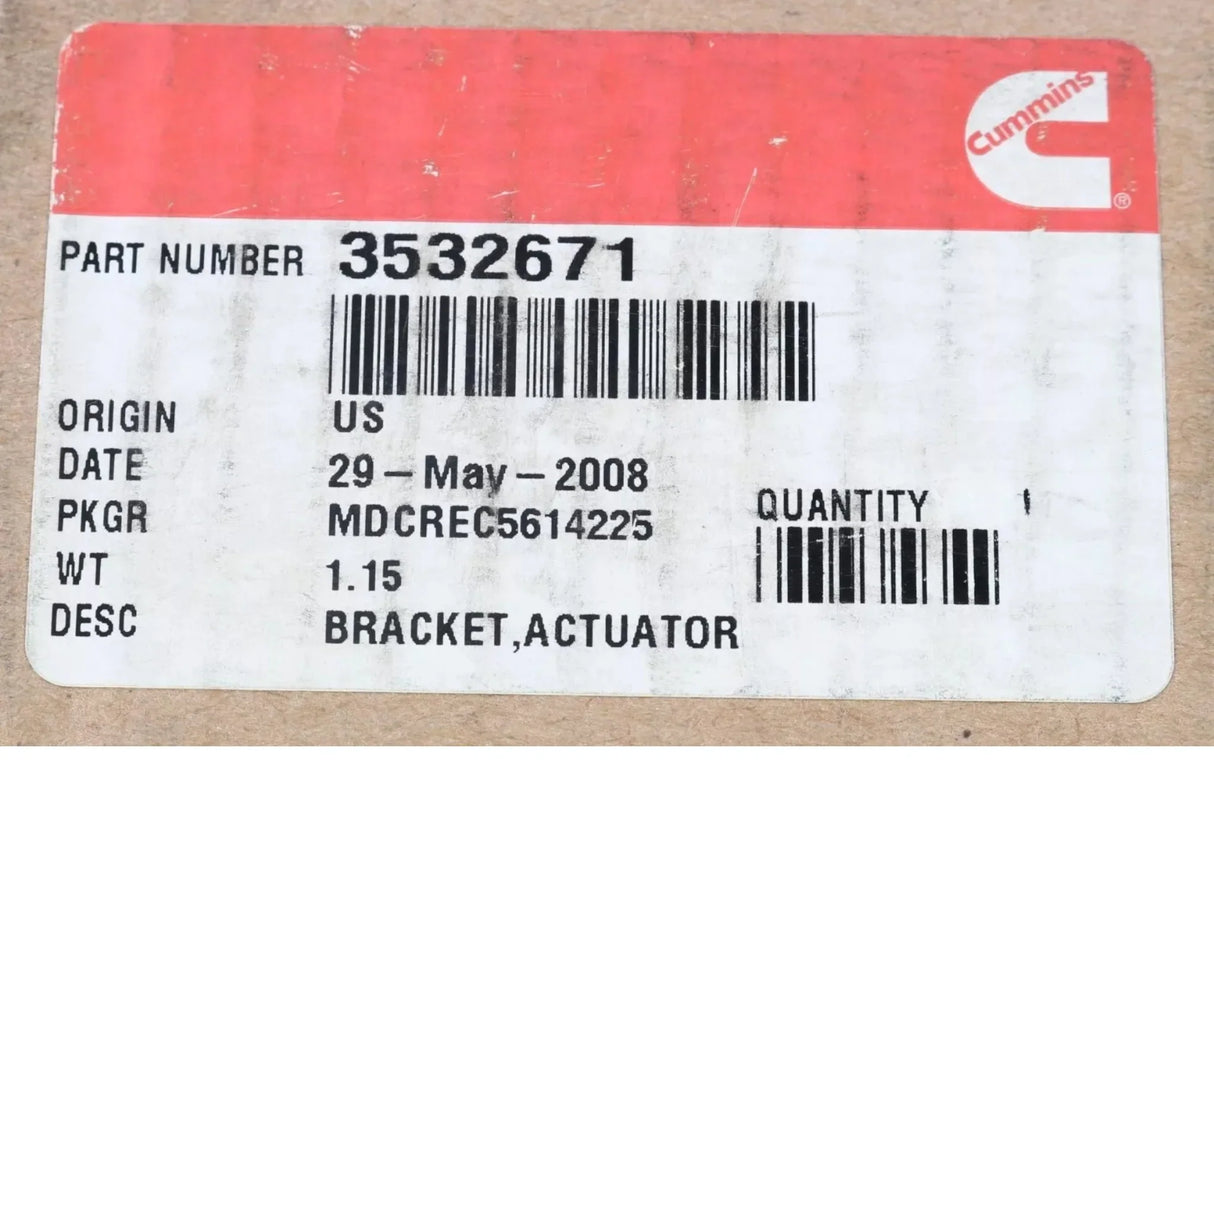 Cummins
®
PART NUMBER 3532671
ORIGIN US
DATE 29-May-2008
PKGR MDCREC5614225
QUANTITY 1
WT 1.15
DESC BRACKET,ACTUATOR